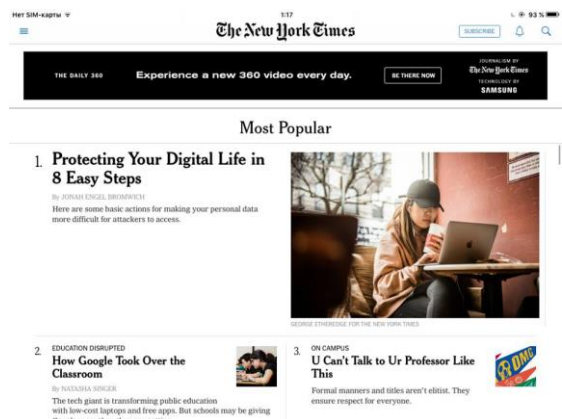 Нет SIM-карты 1:17 93 %
The New York Times SUBSCRIBE
THE DAILY 360 Experience a new 360 video every day. BE THERE NOW
JOURNALISM BY
The New York Times
TECHNOLOGY BY
SAMSUNG
Most Popular
1. Protecting Your Digital Life in
8 Easy Steps
By JONAH ENGEL BROMWICH
Here are some basic actions for making your personal data
more difficult for attackers to access.
GEORGE ETHEREDGE FOR THE NEW YORK TIMES
2. EDUCATION DISRUPTED
How Google Took Over the
Classroom
By NATASHA SINGER
The tech giant is transforming public education
with low-cost laptops and free apps. But schools may be giving
3. ON CAMPUS
U Can't Talk to Ur Professor Like
This
Formal manners and titles aren't elitist. They
ensure respect for everyone.
OMG